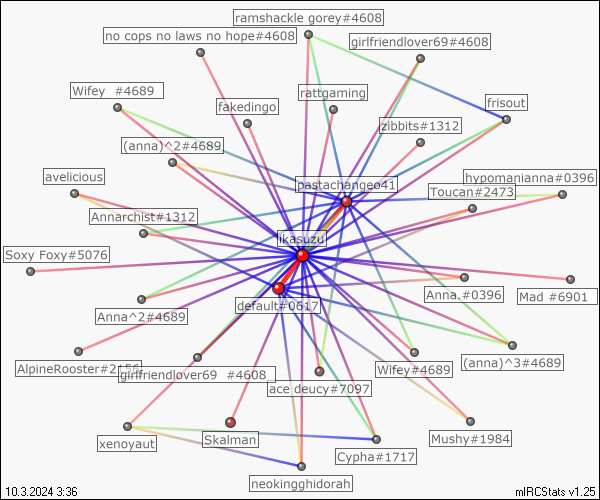 ramshackle gorey#4608
no cops no laws no hope#4608
girlfriendlover69#4608
Wifey #4689
rattgaming
fakedingo
frisout
zibbits#1312
(anna)^2#4689
avelicious
pastachangeo41
hypomanianna#0396
Toucan#2473
Annarchist#1312
ikasuzu
Soxy Foxy#5076
Anna.#0396
Mad #6901
default#0617
Anna^2#4689
AlpineRooster#2156
girlfriendlover69 #4608
ace deucy#7097
Wifey#4689
(anna)^3#4689
xenoyaut
Skalman
Mushy#1984
Cypha#1717
neokingghidorah
10.3.2024 3:36
mIRCStats v1.25